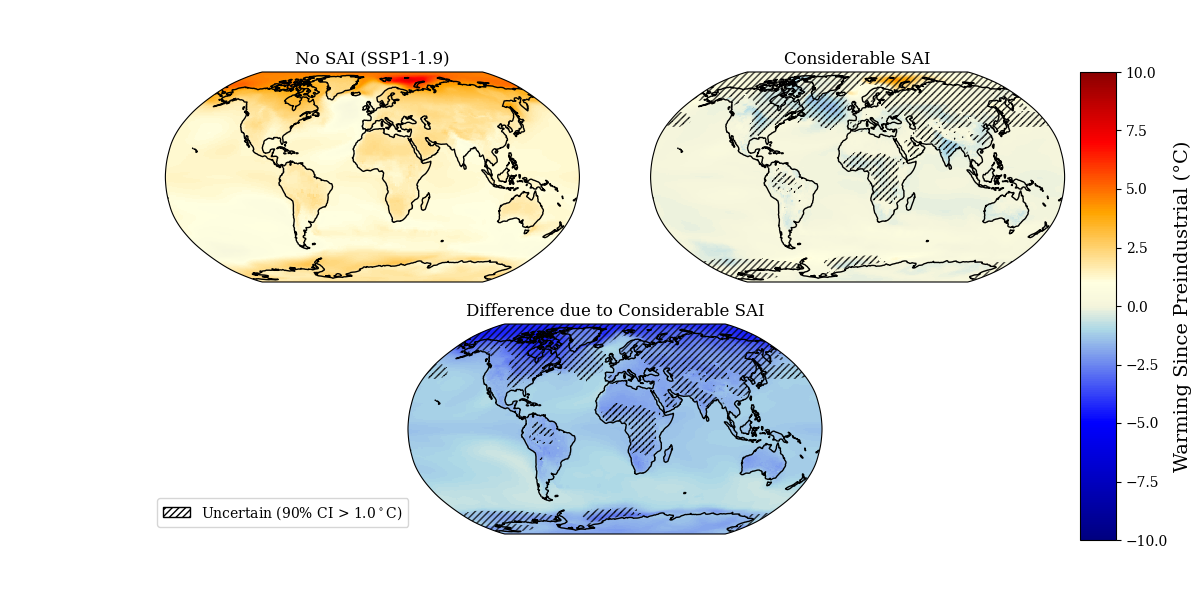 No SAI (SSP1-1.9)
Considerable SAI
Difference due to Considerable SAI
Uncertain (90% CI > 1.0°C)
10.0
7.5
5.0
2.5
0.0
−2.5
−5.0
−7.5
−10.0
Warming Since Preindustrial (°C)